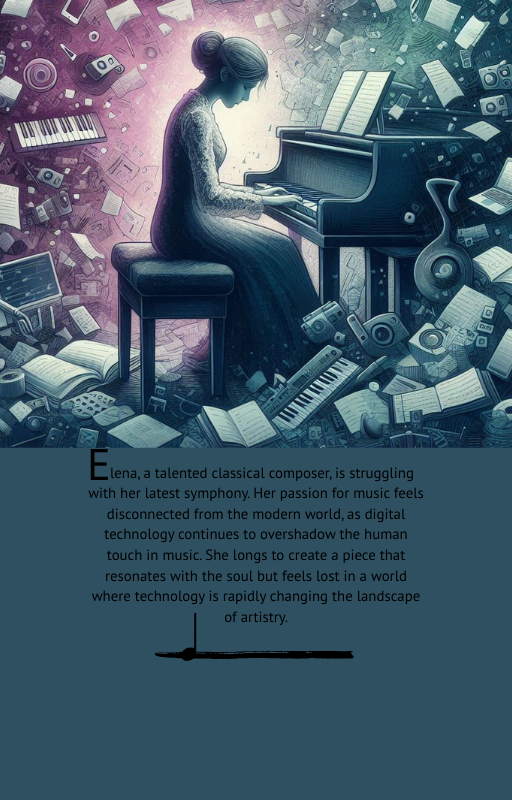 Elena, a talented classical composer, is struggling
with her latest symphony. Her passion for music feels
disconnected from the modern world, as digital
technology continues to overshadow the human
touch in music. She longs to create a piece that
resonates with the soul but feels lost in a world
where technology is rapidly changing the landscape
of artistry.